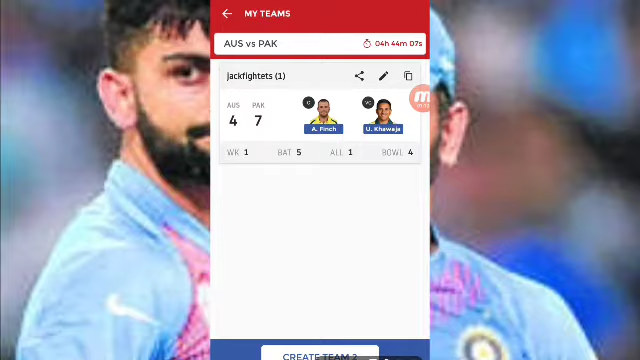 MY TEAMS
AUS vs PAK 04h 44m 07s
jackfightets (1)
AUS PAK
4 7
C VC
A. Finch U. Khawaja
WK 1 BAT 5 ALL 1 BOWL 4
CREATE TEAM 2